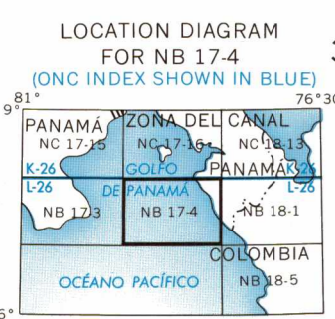 LOCATION DIAGRAM
FOR NB 17-4
(ONC INDEX SHOWN IN BLUE)
81° 76°30
9°
PANAMÁ ZONA DEL CANAL
NC 17-15 NC 17-16 NC 18-13
K-26 GOLFO PANAMÁ K-26
L-26 DE PANAMÁ L-26
NB 17-3 NB 17-4 NB 18-1
COLOMBIA
OCÉANO PACÍFICO NB 18-5
6°